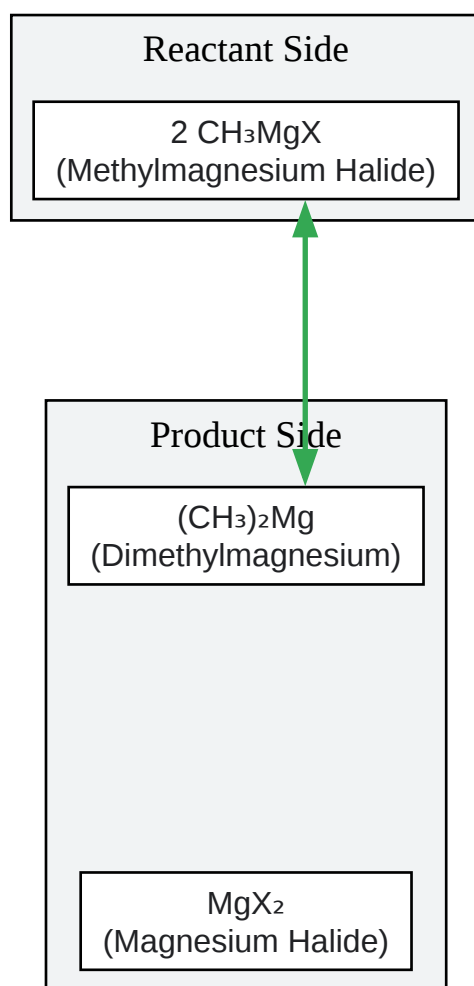 Reactant Side
2 CH₃MgX
(Methylmagnesium Halide)
Product Side
(CH₃)₂Mg
(Dimethylmagnesium)
MgX₂
(Magnesium Halide)